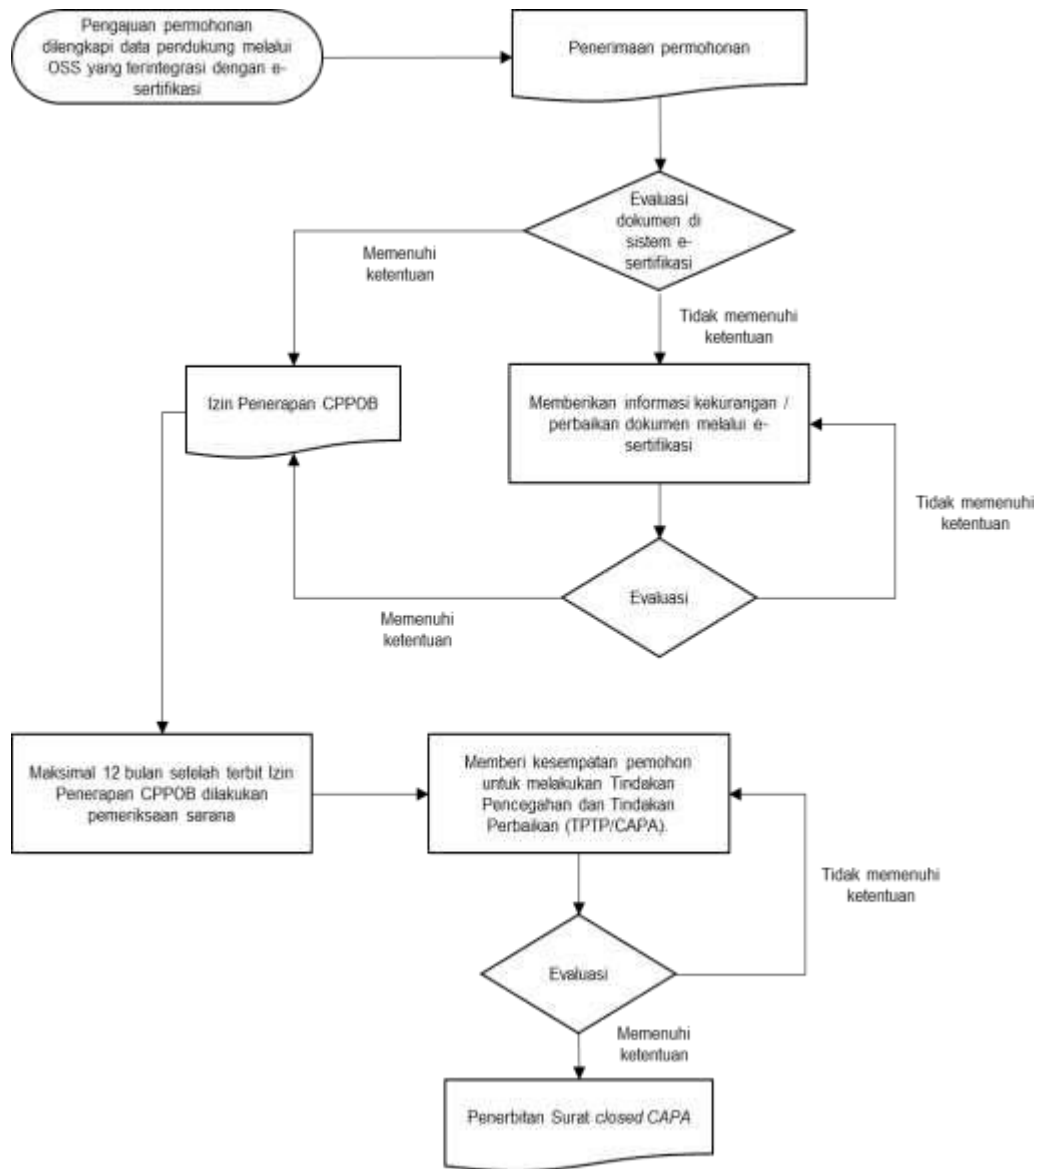 Pengajuan permohonan
dilengkapi data pendukung melalui
OSS yang terintegrasi dengan e-
sertifikasi
Penerimaan permohonan
Evaluasi
dokumen di
sistem e-
sertifikasi
Memenuhi
ketentuan
Tidak memenuhi
ketentuan
Izin Penerapan CPPOB
Memberikan informasi kekurangan /
perbaikan dokumen melalui e-
sertifikasi
Tidak memenuhi
ketentuan
Evaluasi
Memenuhi
ketentuan
Maksimal 12 bulan setelah terbit Izin
Penerapan CPPOB dilakukan
pemeriksaan sarana
Memberi kesempatan pemohon
untuk melakukan Tindakan
Pencegahan dan Tindakan
Perbaikan (TPTP/CAPA).
Tidak memenuhi
ketentuan
Evaluasi
Memenuhi
ketentuan
Penerbitan Surat closed CAPA